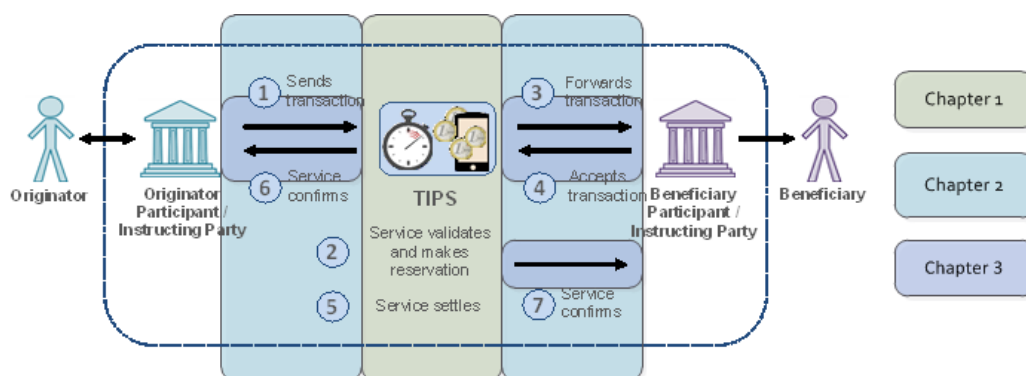 1
Sends
transaction
3
Forwards
transaction
Chapter 1
Originator
Originator
Participant /
Instructing Party
6
Service
confirms
TIPS
4
Accepts
transaction
Beneficiary
Participant /
Instructing Party
Beneficiary
Chapter 2
2
Service validates
and makes
reservation
5
Service settles
7
Service
confirms
Chapter 3